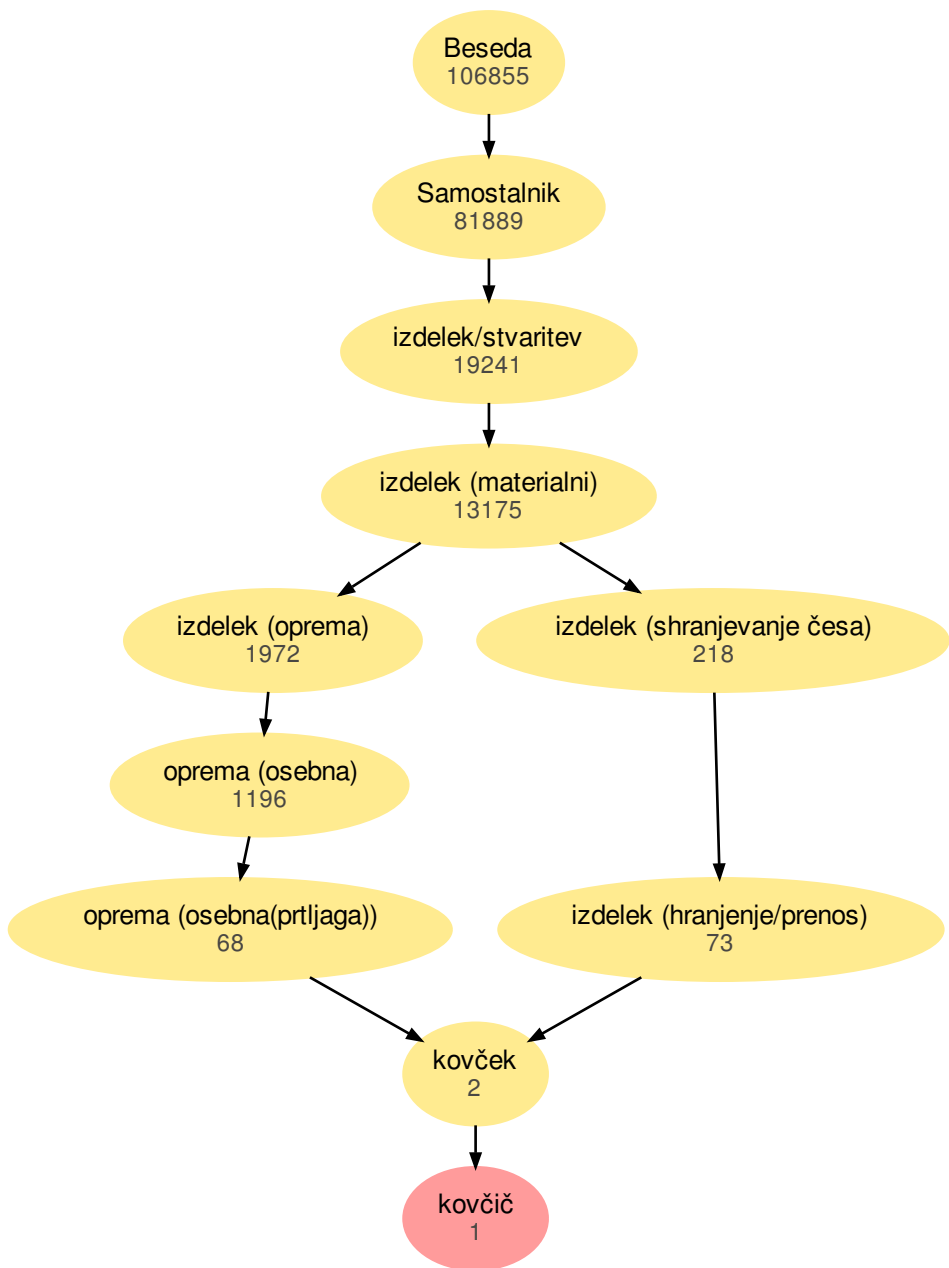 Beseda
106855
Samostalnik
81889
izdelek/stvaritev
19241
izdelek (materialni)
13175
izdelek (oprema)
1972
izdelek (shranjevanje česa)
218
oprema (osebna)
1196
oprema (osebna(prtljaga))
68
izdelek (hranjenje/prenos)
73
kovček
2
kovčič
1